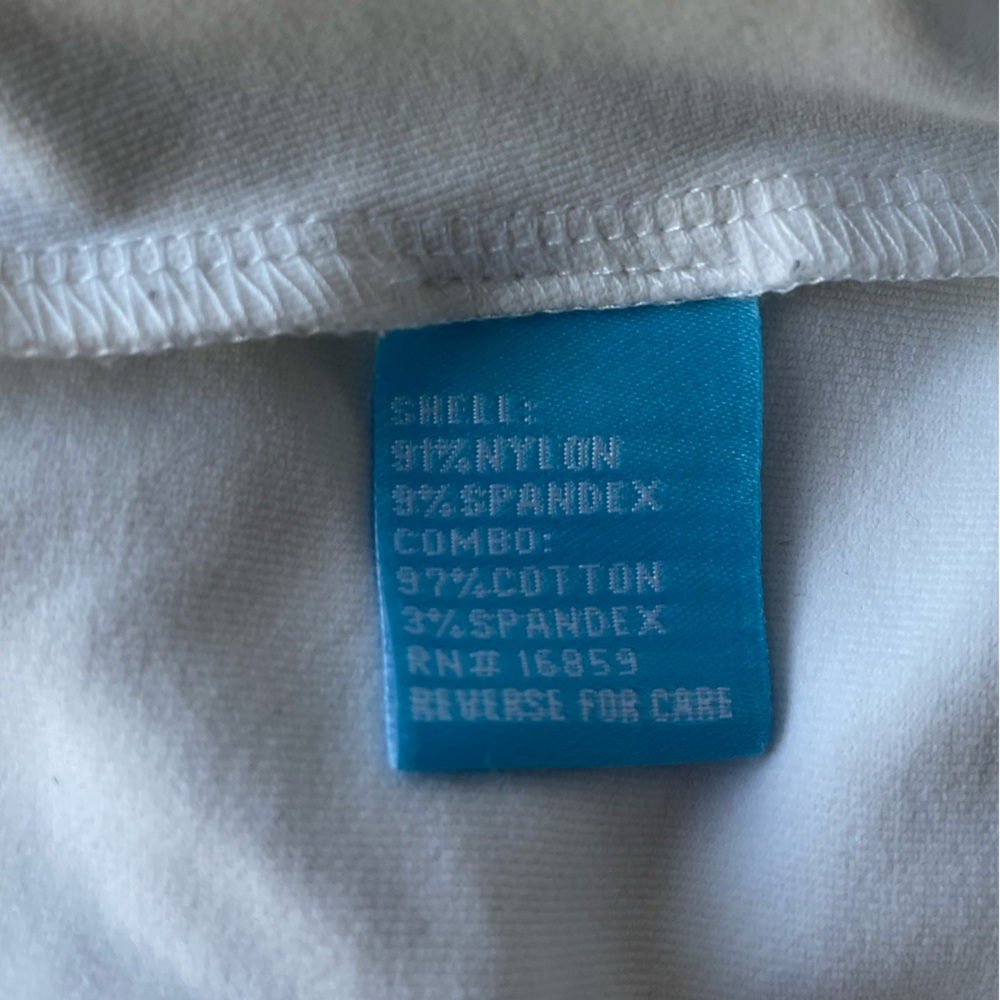 SHELL:
91%NYLON
9%SPANDEX
COMBO:
97%COTTON
3%SPANDEX
RN# 16859
REVERSE FOR CARE